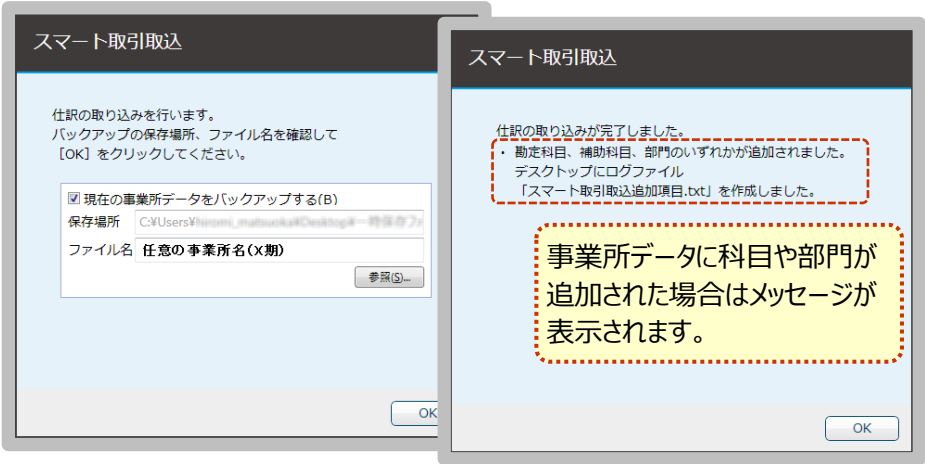 スマート取引取込
仕訳の取り込みを行います。
バックアップの保存場所、ファイル名を確認して
［OK］をクリックしてください。
現在の事業所データをバックアップする(B)
保存場所 C:¥Users¥
ファイル名 任意の事業所名(X期)
参照(S)...
OK
スマート取引取込
仕訳の取り込みが完了しました。
・ 勘定科目、補助科目、部門のいずれかが追加されました。
デスクトップにログファイル
「スマート取引取込追加項目.txt」を作成しました。
事業所データに科目や部門が
追加された場合はメッセージが
表示されます。
OK